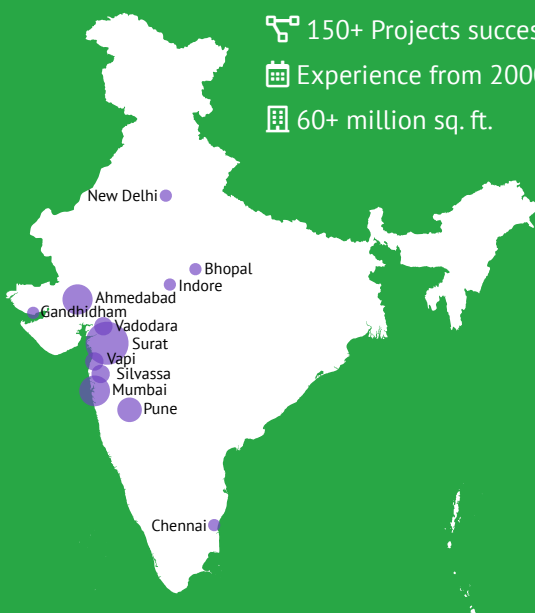 150+ Projects succes
Experience from 2000
60+ million sq. ft.
New Delhi
Bhopal
Indore
Ahmedabad
Gandhidham
Vadodara
Surat
Vapi
Silvassa
Mumbai
Pune
Chennai